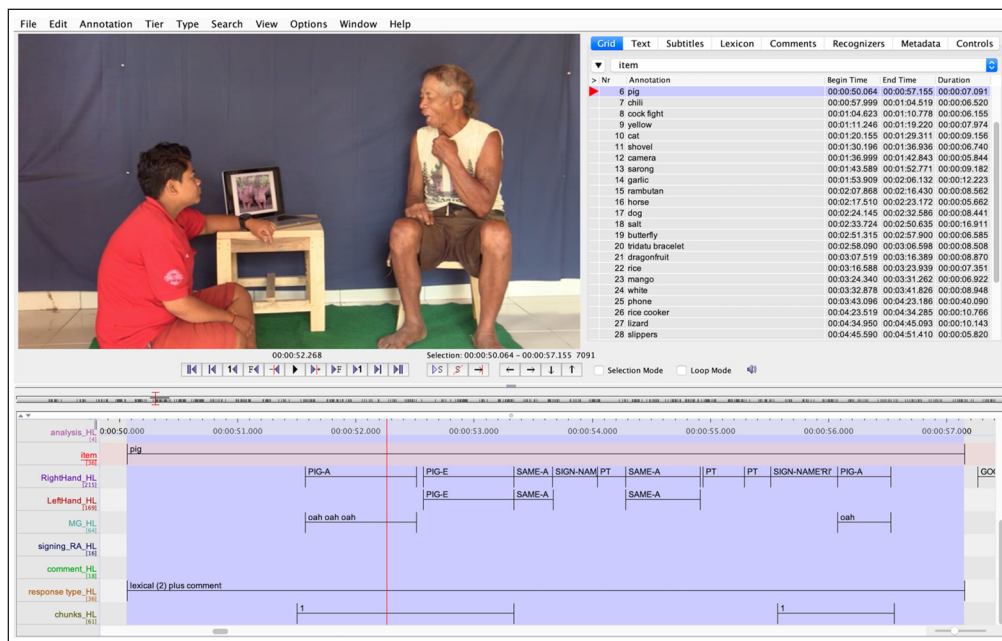 File Edit Annotation Tier Type Search View Options Window Help
Grid Text Subtitles Lexicon Comments Recognizers Metadata Controls
item
> Nr Annotation Begin Time End Time Duration
6 pig 00:00:50.064 00:00:57.155 00:00:07.091
7 chili 00:00:57.999 00:01:04.519 00:00:06.520
8 cock fight 00:01:04.623 00:01:10.778 00:00:06.155
9 yellow 00:01:11.246 00:01:19.220 00:00:07.974
10 cat 00:01:20.155 00:01:29.311 00:00:09.156
11 shovel 00:01:30.196 00:01:36.936 00:00:06.740
12 camera 00:01:36.999 00:01:42.843 00:00:05.844
13 sarong 00:01:43.589 00:01:52.771 00:00:09.182
14 garlic 00:01:53.909 00:02:06.132 00:00:12.223
15 rambutan 00:02:07.868 00:02:16.430 00:00:08.562
16 horse 00:02:17.510 00:02:23.172 00:00:05.662
17 dog 00:02:24.145 00:02:32.586 00:00:08.441
18 salt 00:02:33.724 00:02:50.635 00:00:16.911
19 butterfly 00:02:51.315 00:02:57.900 00:00:06.585
20 tridatu bracelet 00:02:58.090 00:03:06.598 00:00:08.508
21 dragonfruit 00:03:07.519 00:03:16.389 00:00:08.870
22 rice 00:03:16.588 00:03:23.939 00:00:07.351
23 mango 00:03:24.340 00:03:31.262 00:00:06.922
24 white 00:03:32.878 00:03:41.826 00:00:08.948
25 phone 00:03:43.096 00:04:23.186 00:00:40.090
26 rice cooker 00:04:23.519 00:04:34.285 00:00:10.766
27 lizard 00:04:34.950 00:04:45.093 00:00:10.143
28 slippers 00:04:45.590 00:04:51.410 00:00:05.820
00:00:52.268 Selection: 00:00:50.064 - 00:00:57.155 7091
Selection Mode Loop Mode
analysis_HL [4] 00:00:50.000 00:00:51.000 00:00:52.000 00:00:53.000 00:00:54.000 00:00:55.000 00:00:56.000 00:00:57.000
item [36] pig
RightHand_HL [215] PIG-A PIG-E SAME-A SIGN-NAM PT SAME-A PT PT SIGN-NAME'RI' PIG-A GOO
LeftHand_HL [169] PIG-E SAME-A SAME-A
MG_HL [64] oah oah oah oah
signing_RA_HL [16]
comment_HL [18]
response type_HL [36] lexical (2) plus comment
chunks_HL [61] 1 1